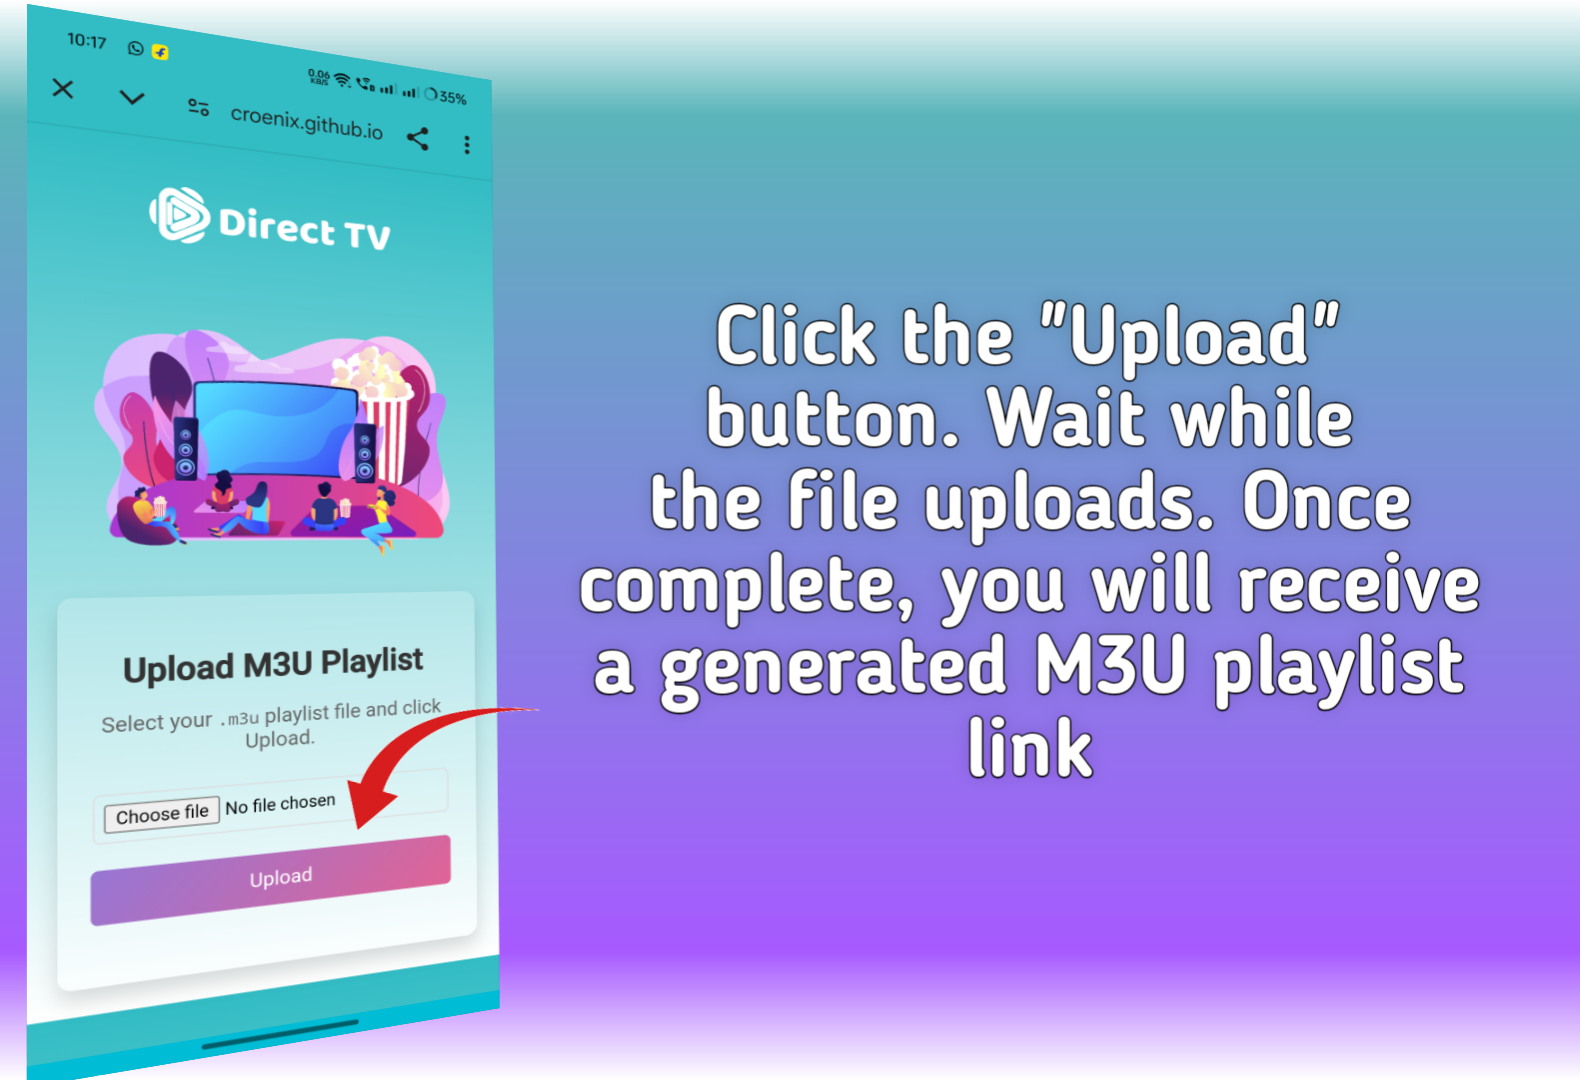 10:17
0.06
KB/S
35%
croenix.github.io
Direct TV
Upload M3U Playlist
Select your .m3u playlist file and click
Upload.
Choose file No file chosen
Upload
Click the "Upload"
button. Wait while
the file uploads. Once
complete, you will receive
a generated M3U playlist
link